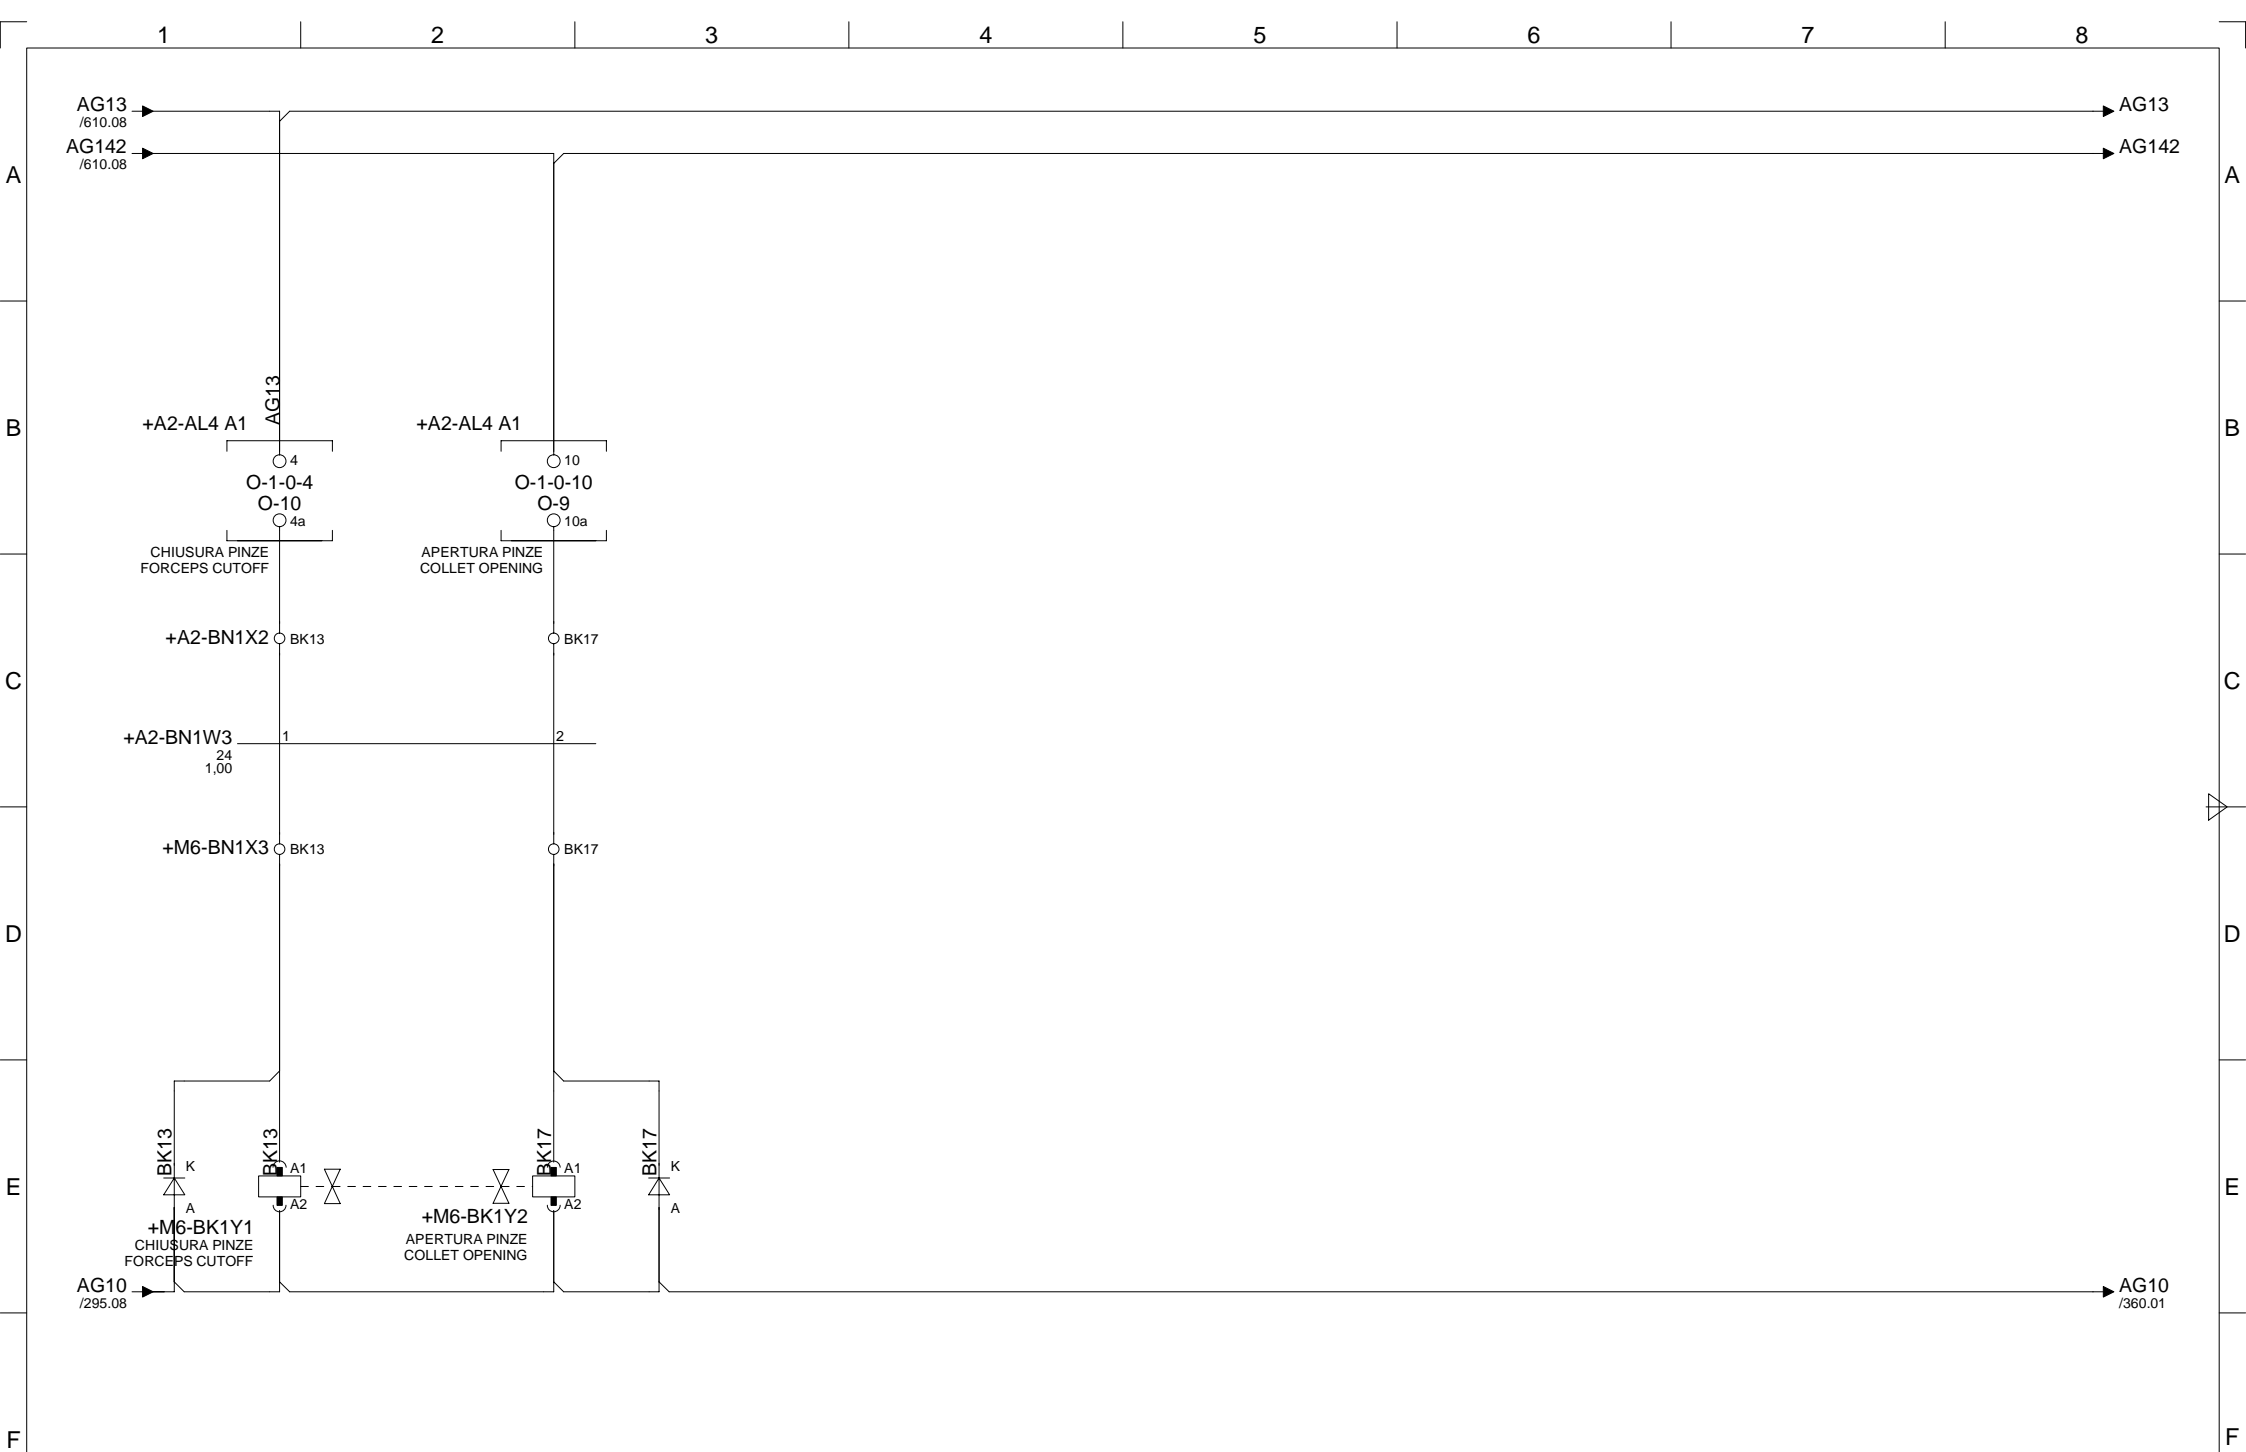 1 2 3 4 5 6 7 8
AG13
/610.08
AG13
AG142
/610.08
AG142
A
A
AG13
+A2-AL4 A1
+A2-AL4 A1
B
B
4
10
O-1-0-4
O-1-0-10
O-10
O-9
4a
10a
CHIUSURA PINZE
FORCEPS CUTOFF
APERTURA PINZE
COLLET OPENING
+A2-BN1X2
BK13
BK17
C
C
+A2-BN1W3
1
2
24
1,00
+M6-BN1X3
BK13
BK17
D
D
BK13
BK13
BK17
BK17
K
A1
A1
K
E
E
A
A2
A2
A
+M6-BK1Y1
CHIUSURA PINZE
FORCEPS CUTOFF
+M6-BK1Y2
APERTURA PINZE
COLLET OPENING
AG10
/295.08
AG10
/360.01
F
F